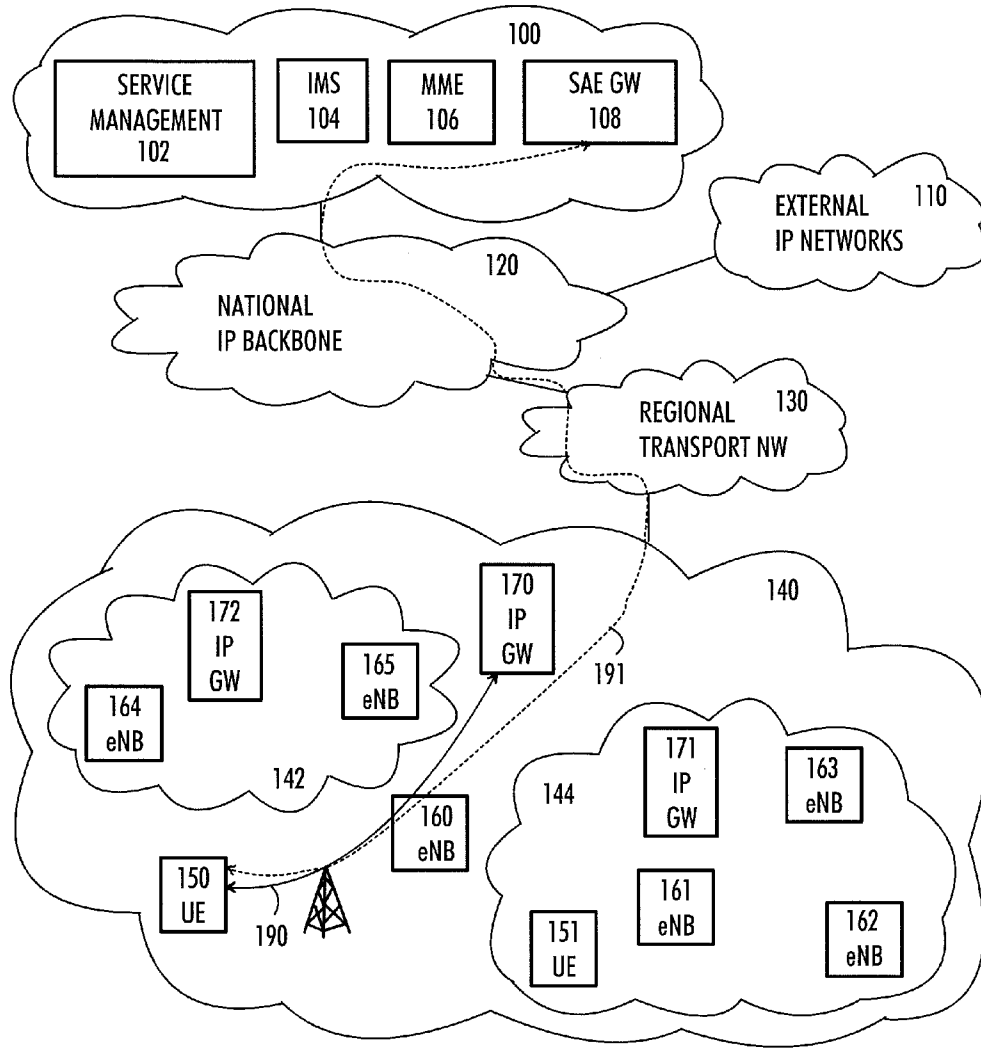 100
SERVICE
MANAGEMENT
102
IMS
104
MME
106
SAE GW
108
110
EXTERNAL
IP NETWORKS
120
NATIONAL
IP BACKBONE
130
REGIONAL
TRANSPORT NW
140
172
IP
GW
170
IP
GW
165
eNB
164
eNB
191
142
171
IP
GW
163
eNB
144
160
eNB
150
UE
190
161
eNB
151
UE
162
eNB